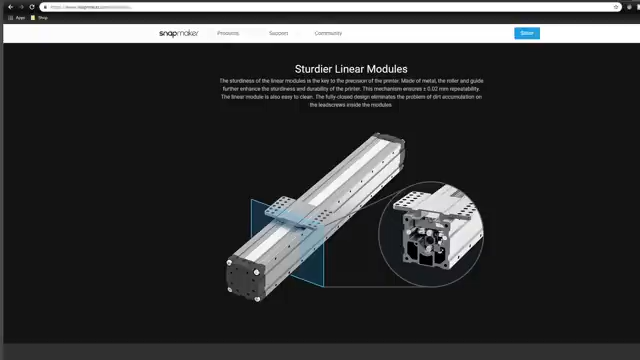 Apps Shop
snapmaker Products Support Community
Sturdier Linear Modules
The sturdiness of the linear modules is the key to the precision of the printer. Made of metal, the roller and guide
further enhance the sturdiness and durability of the printer. This mechanism ensures ± 0.02 mm repeatability.
The linear module is also easy to clean. The fully-closed design eliminates the problem of dirt accumulation on
the leadscrews inside the modules